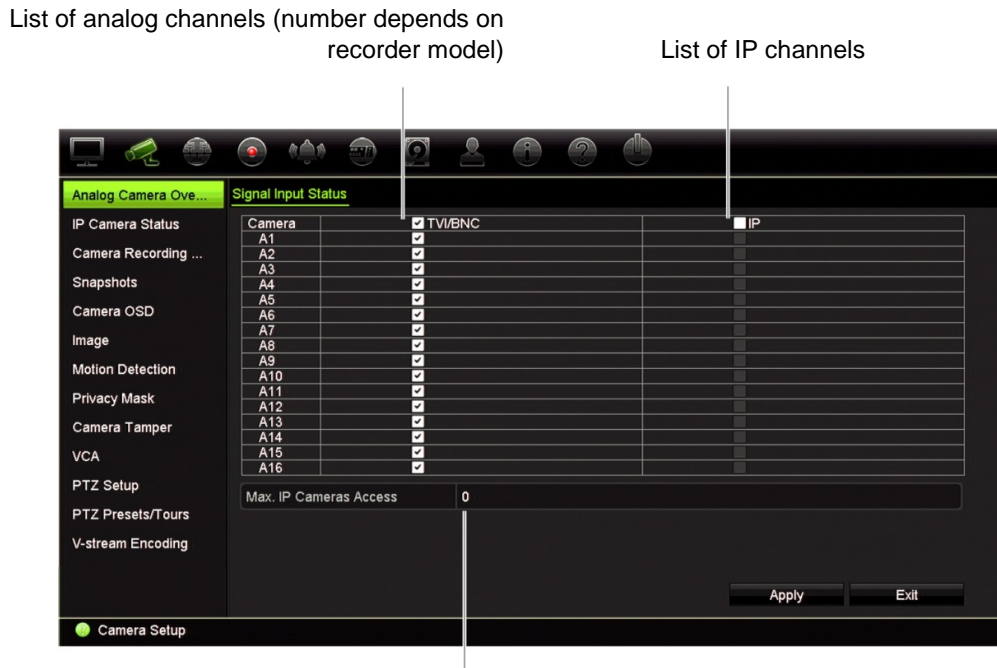 List of analog channels (number depends on
recorder model)
List of IP channels
Analog Camera Ove...
Signal Input Status
IP Camera Status
Camera Recording ...
Snapshots
Camera OSD
Image
Motion Detection
Privacy Mask
Camera Tamper
VCA
PTZ Setup
PTZ Presets/Tours
V-stream Encoding
Camera TVI/BNC IP
A1
A2
A3
A4
A5
A6
A7
A8
A9
A10
A11
A12
A13
A14
A15
A16
Max. IP Cameras Access 0
Apply Exit
Camera Setup